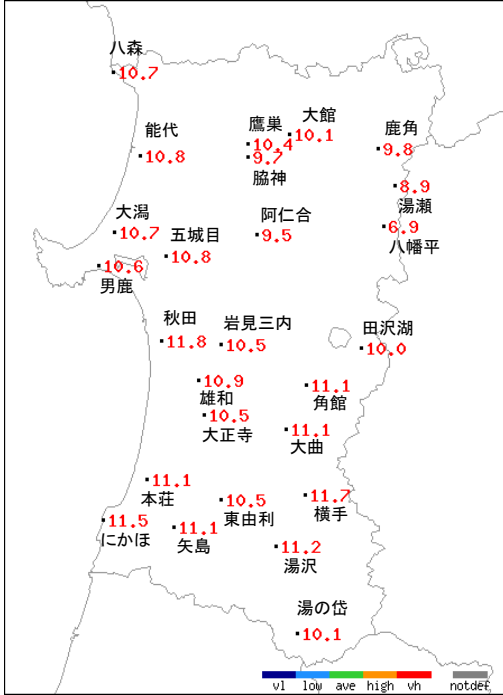 八森
10.7
大館
10.1
鷹巣
10.4
能代
10.8
鹿角
9.8
9.7
脇神
8.9
湯瀬
大潟
10.7
阿仁合
9.5
6.9
八幡平
五城目
10.8
10.6
男鹿
秋田
11.8
岩見三内
10.5
田沢湖
10.0
10.9
雄和
11.1
角館
10.5
大正寺
11.1
大曲
11.1
本荘
10.5
東由利
11.7
横手
11.5
にかほ
11.1
矢島
11.2
湯沢
湯の岱
10.1
vl low ave high vh notdef